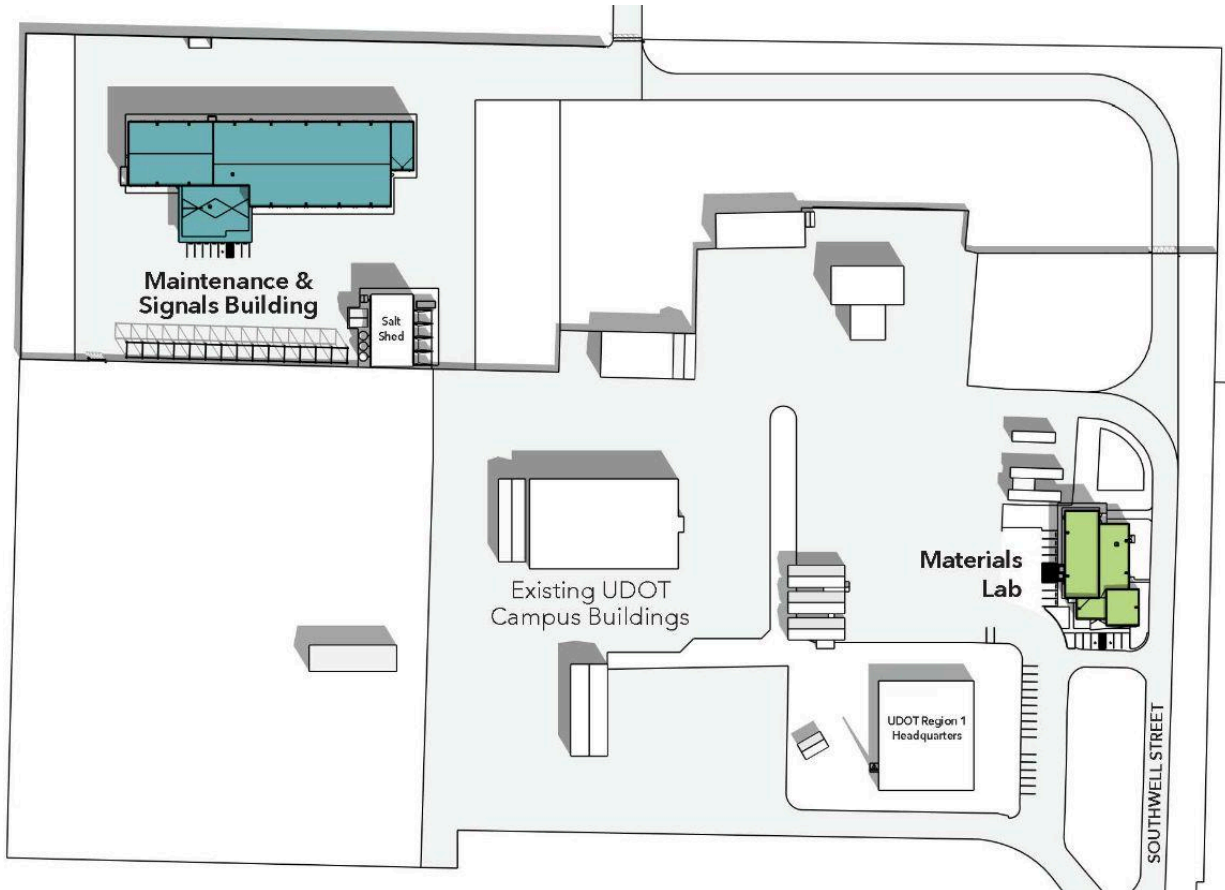 Maintenance &
Signals Building
Salt
Shed
Existing UDOT
Campus Buildings
Materials
Lab
UDOT Region 1
Headquarters
SOUTHWELL STREET